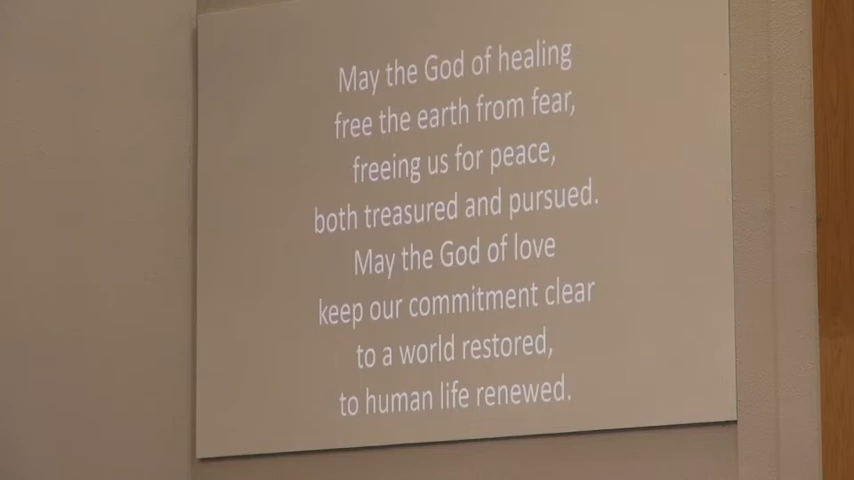 May the God of healing
free the earth from fear,
freeing us for peace,
both treasured and pursued.
May the God of love
keep our commitment clear
to a world restored,
to human life renewed.